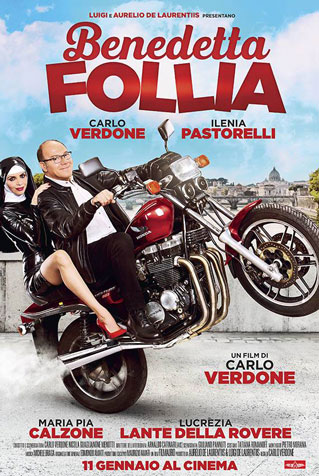 LUIGI E AURELIO DE LAURENTIIS PRESENTANO
Benedetta
FOLLIA
CARLO VERDONE
ILENIA PASTORELLI
UN FILM DI
CARLO
VERDONE
MARIA PIA CALZONE
LUCREZIA LANTE DELLA ROVERE
11 GENNAIO AL CINEMA